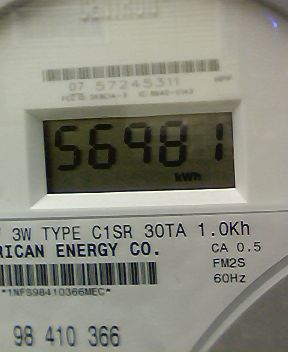 07 57245311
56981
kWh
3W TYPE C1SR 30TA 1.0Kh
RICAN ENERGY CO.
CA 0.5
FM2S
60Hz
*1NFS98410366MEC*
98 410 366